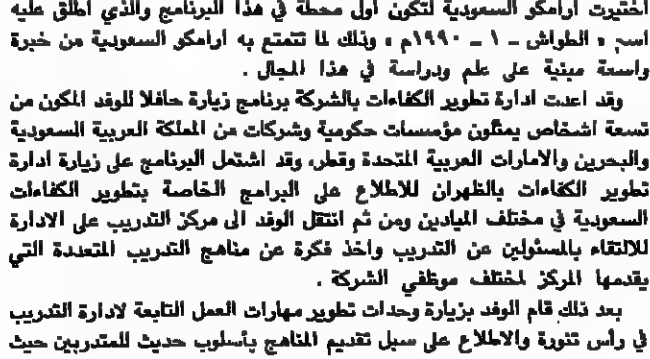 اختيرت ارامكو السعودية لتكون اول محطة في هذا البرنامج والذي اطلق عليه
اسم « الطواش - ١ - ١٩٩٠م » وذلك لما تتمتع به ارامكو السعودية من خبرة
واسعة مبنية على علم ودراسة في هذا المجال .
وقد اعدت ادارة تطوير الكفاءات بالشركة برنامج زيارة حافلا للوفد المكون من
تسعة اشخاص يمثلون مؤسسات حكومية وشركات من المملكة العربية السعودية
والبحرين والامارات العربية المتحدة وقطر، وقد اشتمل البرنامج على زيارة ادارة
تطوير الكفاءات بالظهران للاطلاع على البرامج الخاصة بتطوير الكفاءات
السعودية في مختلف الميادين ومن ثم انتقل الوفد الى مركز التدريب على الادارة
للالتقاء بالمسئولين عن التدريب واخذ فكرة عن مناهج التدريب المتعددة التي
يقدمها المركز لمختلف موظفي الشركة .
بعد ذلك قام الوفد بزيارة وحدات تطوير مهارات العمل التابعة لادارة التدريب
في رأس تنورة والاطلاع على سبل تقديم المناهج بأسلوب حديث للمتدربين حيث